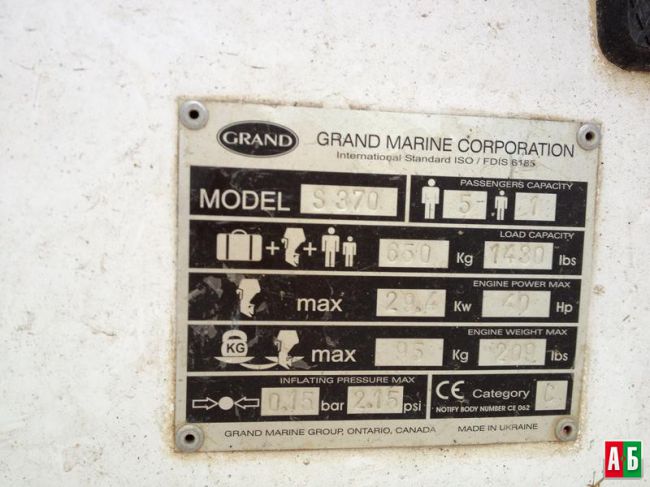 GRAND
GRAND MARINE CORPORATION
International Standard ISO / FDIS 6185
MODEL S 370
PASSENGERS CAPACITY
5 - 1
LOAD CAPACITY
650 Kg 1430 lbs
ENGINE POWER MAX
max 29,4 Kw 40 Hp
ENGINE WEIGHT MAX
KG max 95 Kg 209 lbs
INFLATING PRESSURE MAX
0.15 bar 2.15 psi
CE Category C
NOTIFY BODY NUMBER CE 062
GRAND MARINE GROUP, ONTARIO, CANADA MADE IN UKRAINE
АБ